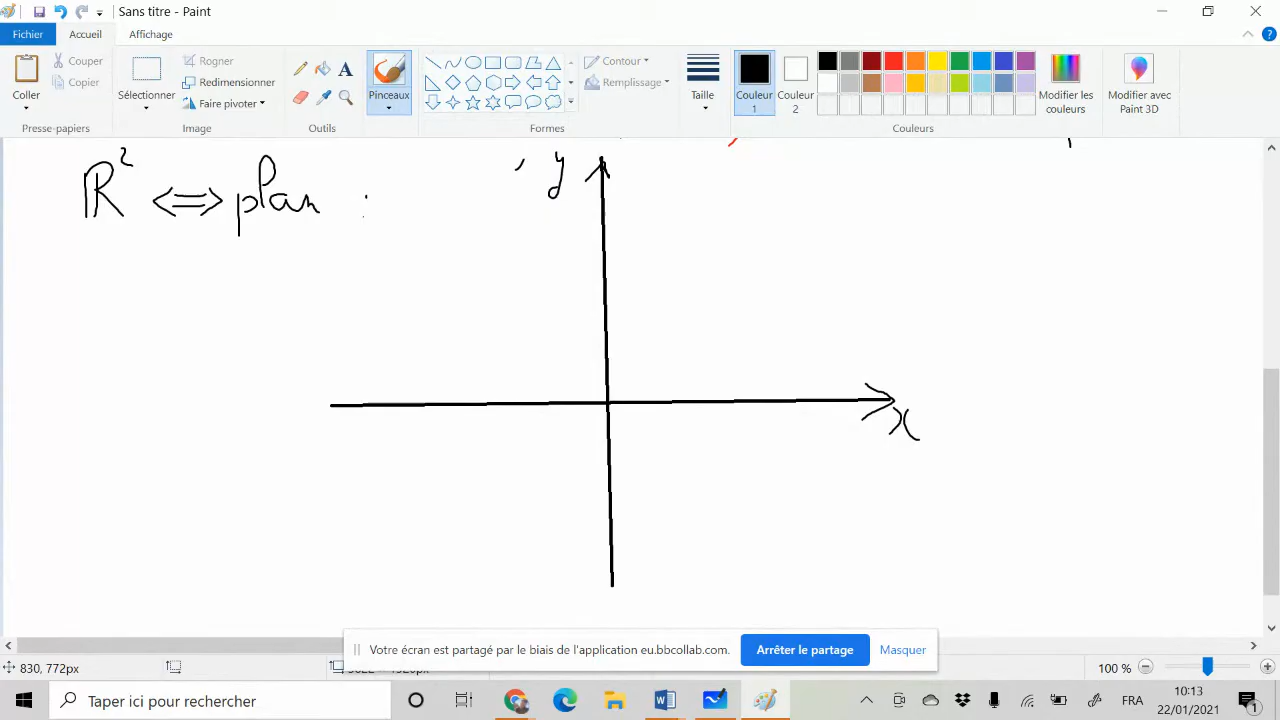 Sans titre - Paint
Fichier Accueil Affichage
Coller
Couper
Copier
Presse-papiers
Sélectionner
Rogner
Redimensionner
Faire pivoter
Image
A
Outils
Pinceaux
Contour
Remplissage
Formes
Taille
Couleur 1
Couleur 2
Modifier les couleurs
Modifier avec Paint 3D
Couleurs
ℝ² ⟺ plan :
y
x
Votre écran est partagé par le biais de l'application eu.bbcollab.com. Arrêter le partage Masquer
830, 772px 100 %
Taper ici pour rechercher
FRA
10:13
22/01/2021
1